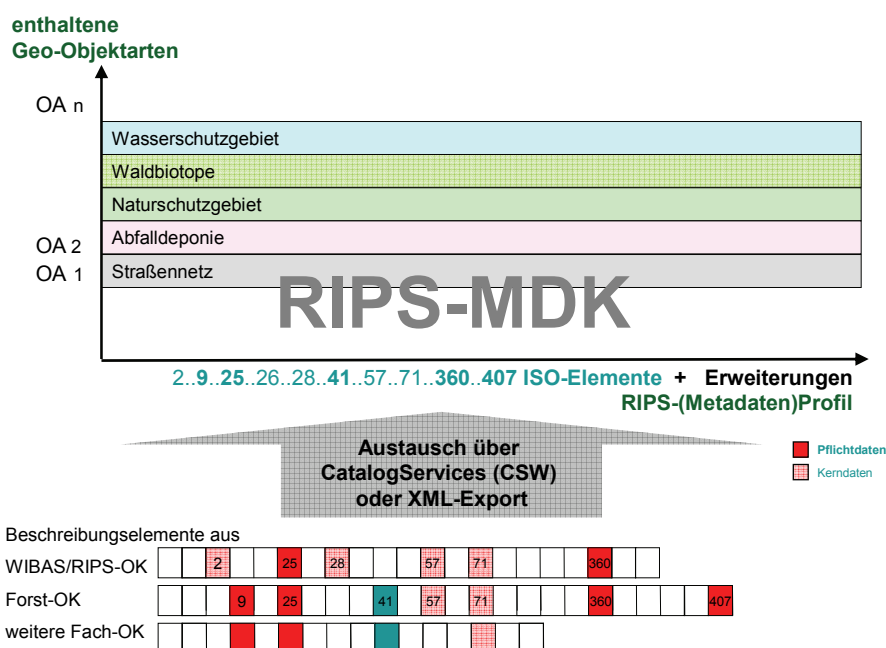 enthaltene
Geo-Objektarten
OA n
Wasserschutzgebiet
Waldbiotope
Naturschutzgebiet
OA 2
Abfalldeponie
OA 1
Straßennetz
RIPS-MDK
2..9..25..26..28..41..57..71..360..407 ISO-Elemente + Erweiterungen
RIPS-(Metadaten)Profil
Austausch über
CatalogServices (CSW)
oder XML-Export
Pflichtdaten
Kerndaten
Beschreibungselemente aus
WIBAS/RIPS-OK 2 25 28 57 71 360
Forst-OK 9 25 41 57 71 360 407
weitere Fach-OK